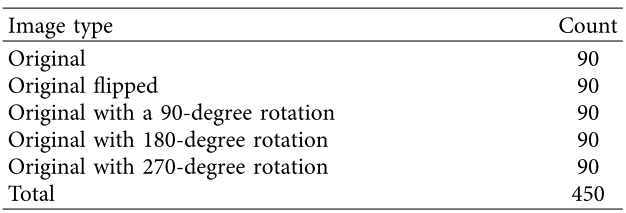 Image type Count
Original 90
Original flipped 90
Original with a 90-degree rotation 90
Original with 180-degree rotation 90
Original with 270-degree rotation 90
Total 450